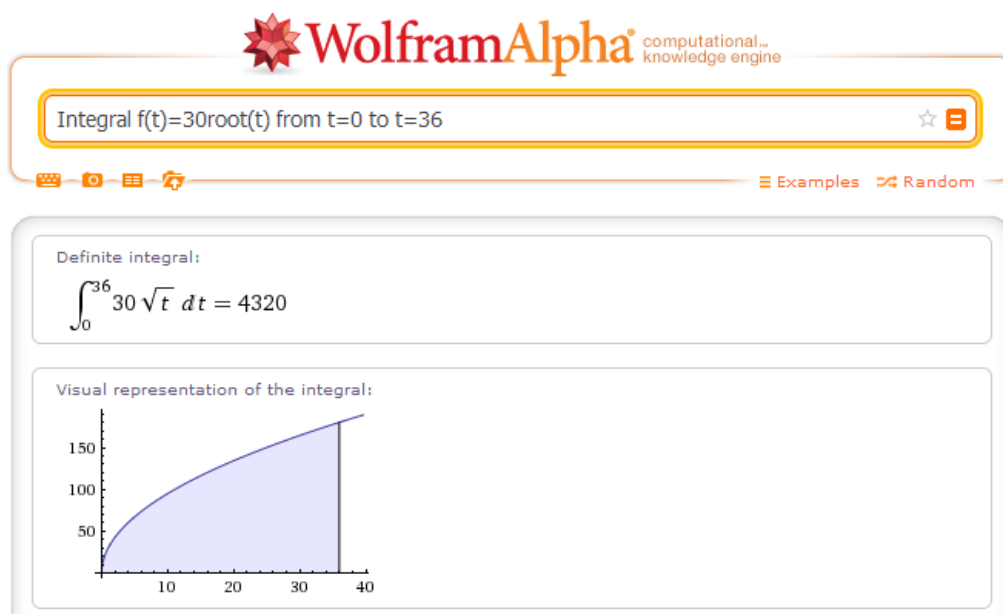 WolframAlpha computational... knowledge engine
Integral f(t)=30root(t) from t=0 to t=36
Examples Random
Definite integral:
∫₀³⁶ 30 √t dt = 4320
Visual representation of the integral:
150
100
50
10 20 30 40